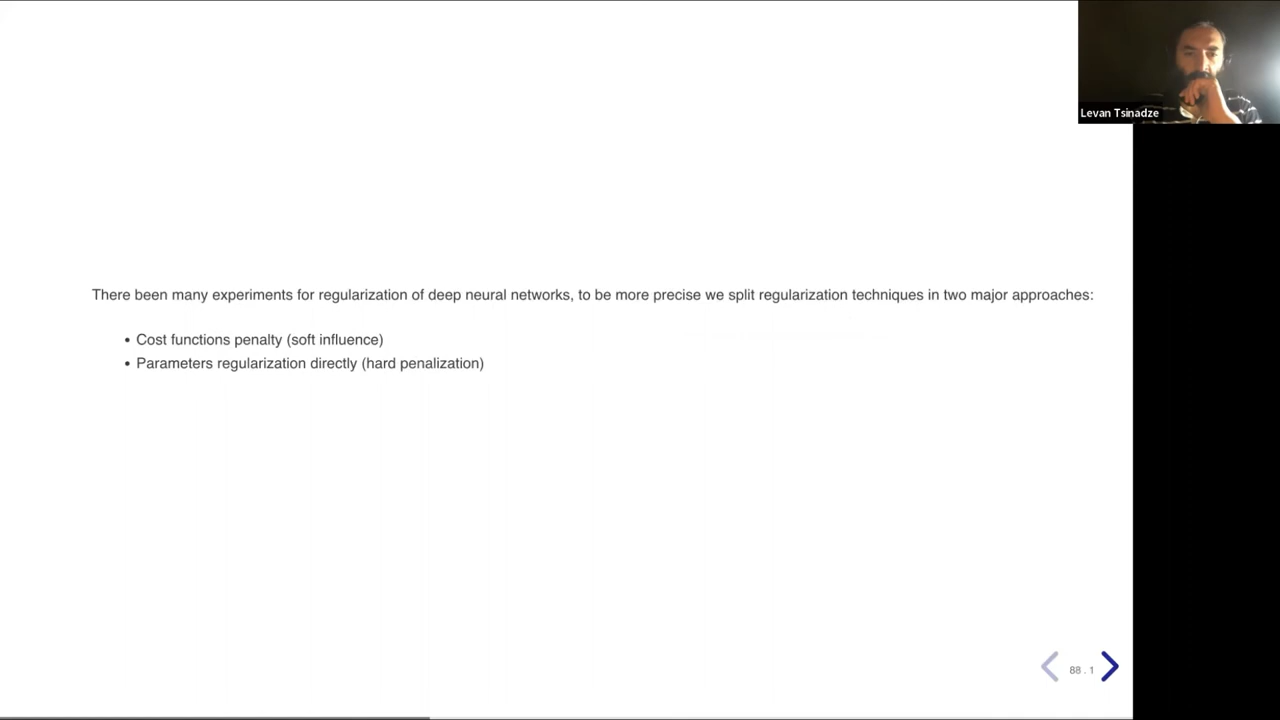 Levan Tsinadze
There been many experiments for regularization of deep neural networks, to be more precise we split regularization techniques in two major approaches:
• Cost functions penalty (soft influence)
• Parameters regularization directly (hard penalization)
88 . 1